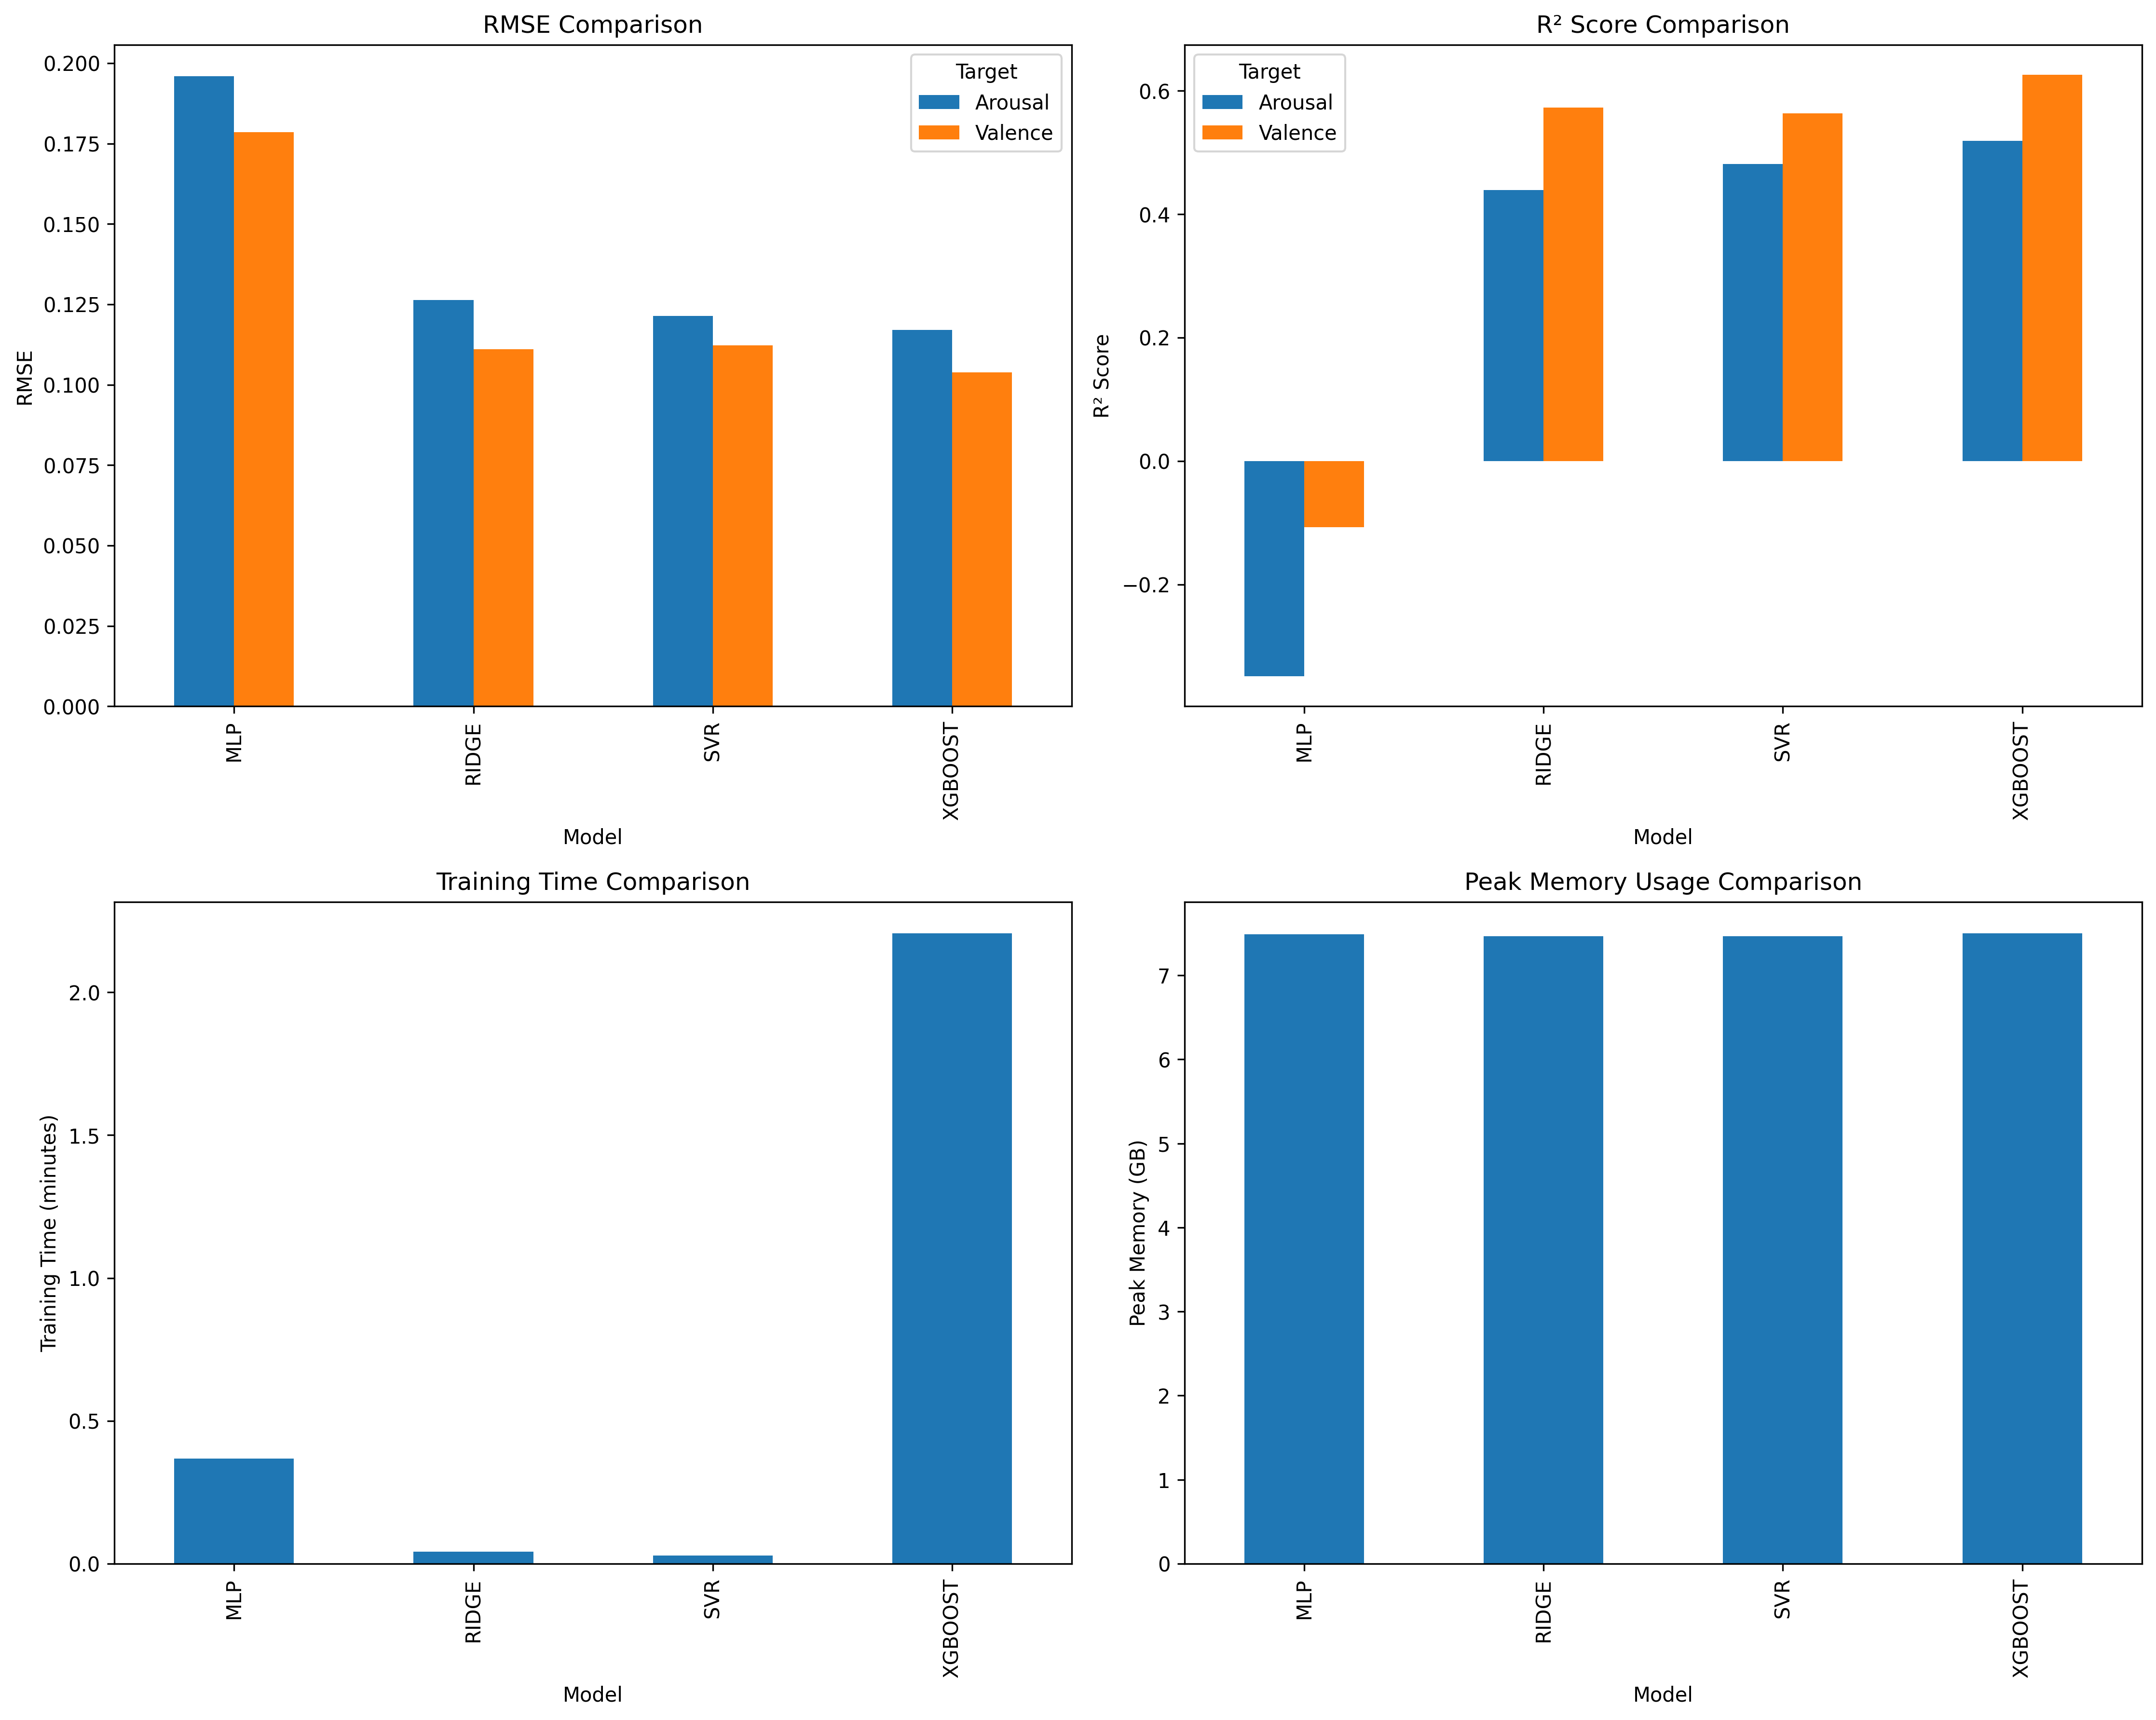 RMSE Comparison
RMSE
0.200
0.175
0.150
0.125
0.100
0.075
0.050
0.025
0.000
Target
Arousal
Valence
MLP
RIDGE
SVR
XGBOOST
Model
R² Score Comparison
R² Score
0.6
0.4
0.2
0.0
−0.2
Target
Arousal
Valence
MLP
RIDGE
SVR
XGBOOST
Model
Training Time Comparison
Training Time (minutes)
2.0
1.5
1.0
0.5
0.0
MLP
RIDGE
SVR
XGBOOST
Model
Peak Memory Usage Comparison
Peak Memory (GB)
7
6
5
4
3
2
1
0
MLP
RIDGE
SVR
XGBOOST
Model